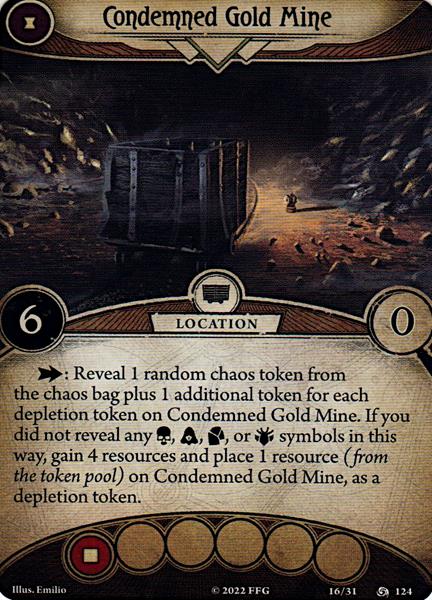 Condemned Gold Mine
6
LOCATION
0
: Reveal 1 random chaos token from
the chaos bag plus 1 additional token for each
depletion token on Condemned Gold Mine. If you
did not reveal any , , , or symbols in this
way, gain 4 resources and place 1 resource (from
the token pool) on Condemned Gold Mine, as a
depletion token.
Illus. Emilio © 2022 FFG 16/31 124